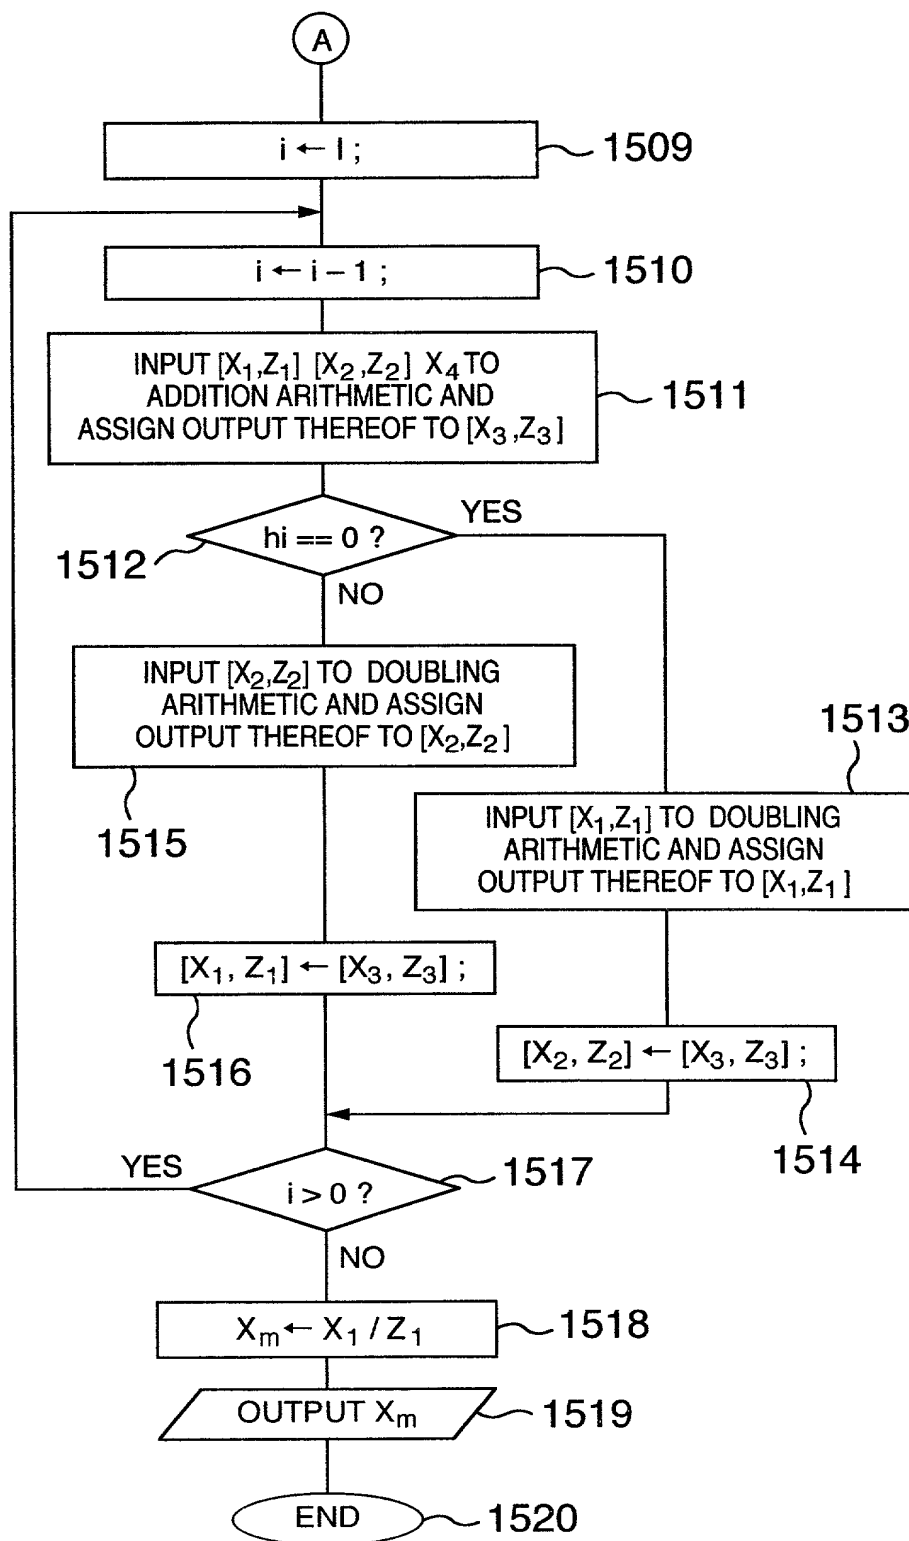 A
i ← l ;
1509
i ← i – 1 ;
1510
INPUT [X₁,Z₁] [X₂,Z₂] X₄ TO
ADDITION ARITHMETIC AND
ASSIGN OUTPUT THEREOF TO [X₃,Z₃]
1511
hi == 0 ?
YES
1512
NO
INPUT [X₂,Z₂] TO DOUBLING
ARITHMETIC AND ASSIGN
OUTPUT THEREOF TO [X₂,Z₂]
1515
1513
INPUT [X₁,Z₁] TO DOUBLING
ARITHMETIC AND ASSIGN
OUTPUT THEREOF TO [X₁,Z₁]
[X₁, Z₁] ← [X₃, Z₃] ;
1516
[X₂, Z₂] ← [X₃, Z₃] ;
1514
YES
i > 0 ?
1517
NO
Xₘ ← X₁ / Z₁
1518
OUTPUT Xₘ
1519
END
1520